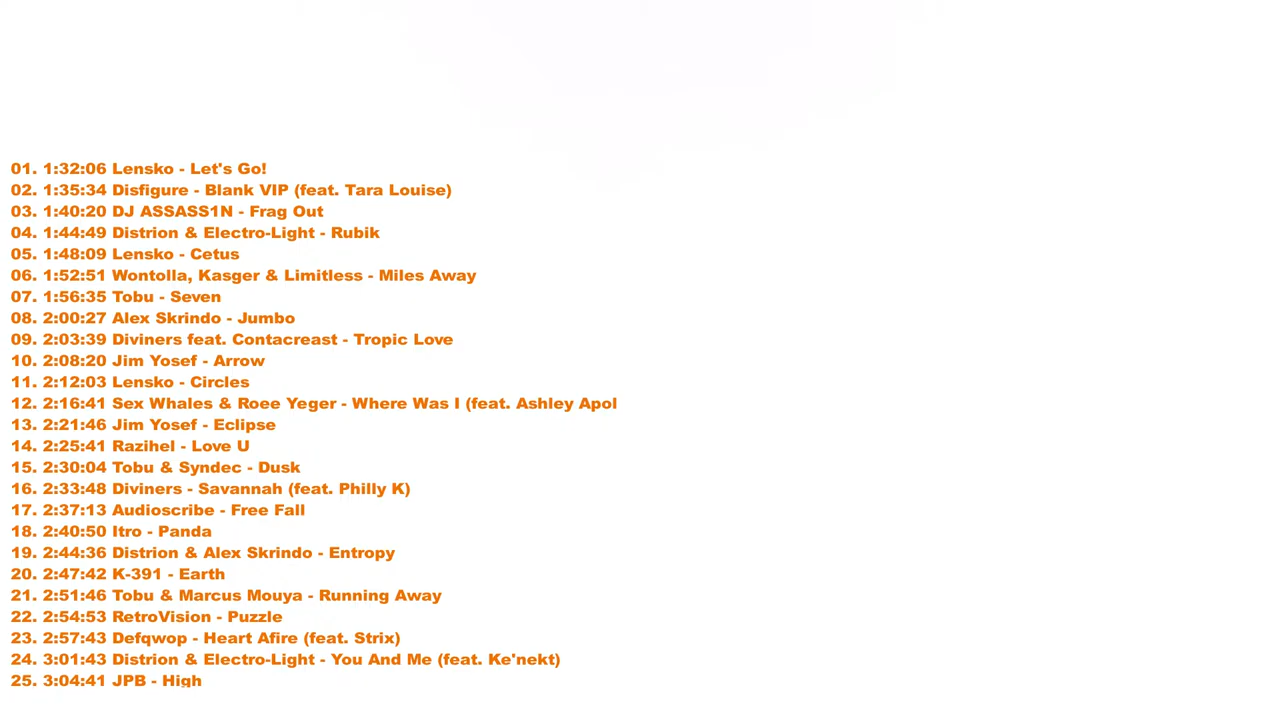 01. 1:32:06 Lensko - Let's Go!
02. 1:35:34 Disfigure - Blank VIP (feat. Tara Louise)
03. 1:40:20 DJ ASSASS1N - Frag Out
04. 1:44:49 Distrion & Electro-Light - Rubik
05. 1:48:09 Lensko - Cetus
06. 1:52:51 Wontolla, Kasger & Limitless - Miles Away
07. 1:56:35 Tobu - Seven
08. 2:00:27 Alex Skrindo - Jumbo
09. 2:03:39 Diviners feat. Contacreast - Tropic Love
10. 2:08:20 Jim Yosef - Arrow
11. 2:12:03 Lensko - Circles
12. 2:16:41 Sex Whales & Roee Yeger - Where Was I (feat. Ashley Apol
13. 2:21:46 Jim Yosef - Eclipse
14. 2:25:41 Razihel - Love U
15. 2:30:04 Tobu & Syndec - Dusk
16. 2:33:48 Diviners - Savannah (feat. Philly K)
17. 2:37:13 Audioscribe - Free Fall
18. 2:40:50 Itro - Panda
19. 2:44:36 Distrion & Alex Skrindo - Entropy
20. 2:47:42 K-391 - Earth
21. 2:51:46 Tobu & Marcus Mouya - Running Away
22. 2:54:53 RetroVision - Puzzle
23. 2:57:43 Defqwop - Heart Afire (feat. Strix)
24. 3:01:43 Distrion & Electro-Light - You And Me (feat. Ke'nekt)
25. 3:04:41 JPB - High